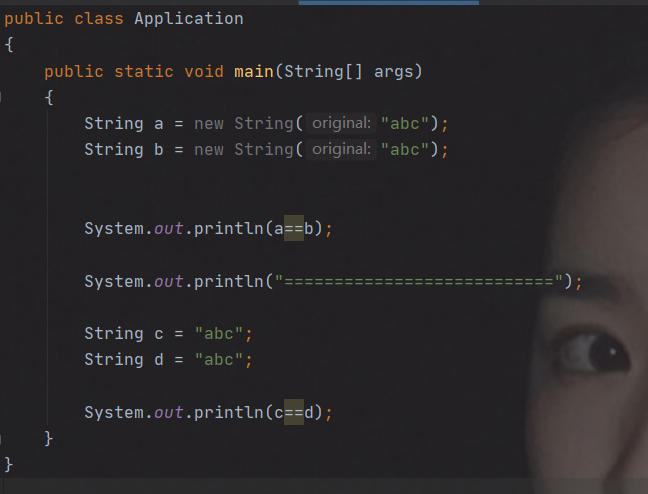 public class Application
{
public static void main(String[] args)
{
String a = new String( original: "abc");
String b = new String( original: "abc");
System.out.println(a==b);
System.out.println("===========================");
String c = "abc";
String d = "abc";
System.out.println(c==d);
}
}